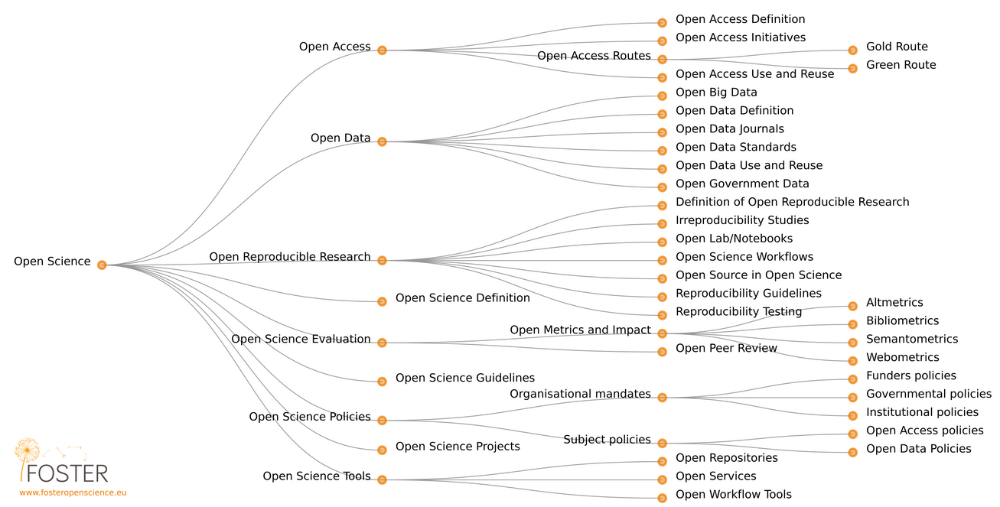 Open Science
Open Access
Open Access Definition
Open Access Initiatives
Open Access Routes
Gold Route
Green Route
Open Access Use and Reuse
Open Data
Open Big Data
Open Data Definition
Open Data Journals
Open Data Standards
Open Data Use and Reuse
Open Government Data
Open Reproducible Research
Definition of Open Reproducible Research
Irreproducibility Studies
Open Lab/Notebooks
Open Science Workflows
Open Source in Open Science
Reproducibility Guidelines
Reproducibility Testing
Open Science Definition
Open Science Evaluation
Open Metrics and Impact
Altmetrics
Bibliometrics
Semantometrics
Webometrics
Open Peer Review
Open Science Guidelines
Open Science Policies
Organisational mandates
Funders policies
Governmental policies
Institutional policies
Subject policies
Open Access policies
Open Data Policies
Open Science Projects
Open Science Tools
Open Repositories
Open Services
Open Workflow Tools
FOSTER
www.fosteropenscience.eu